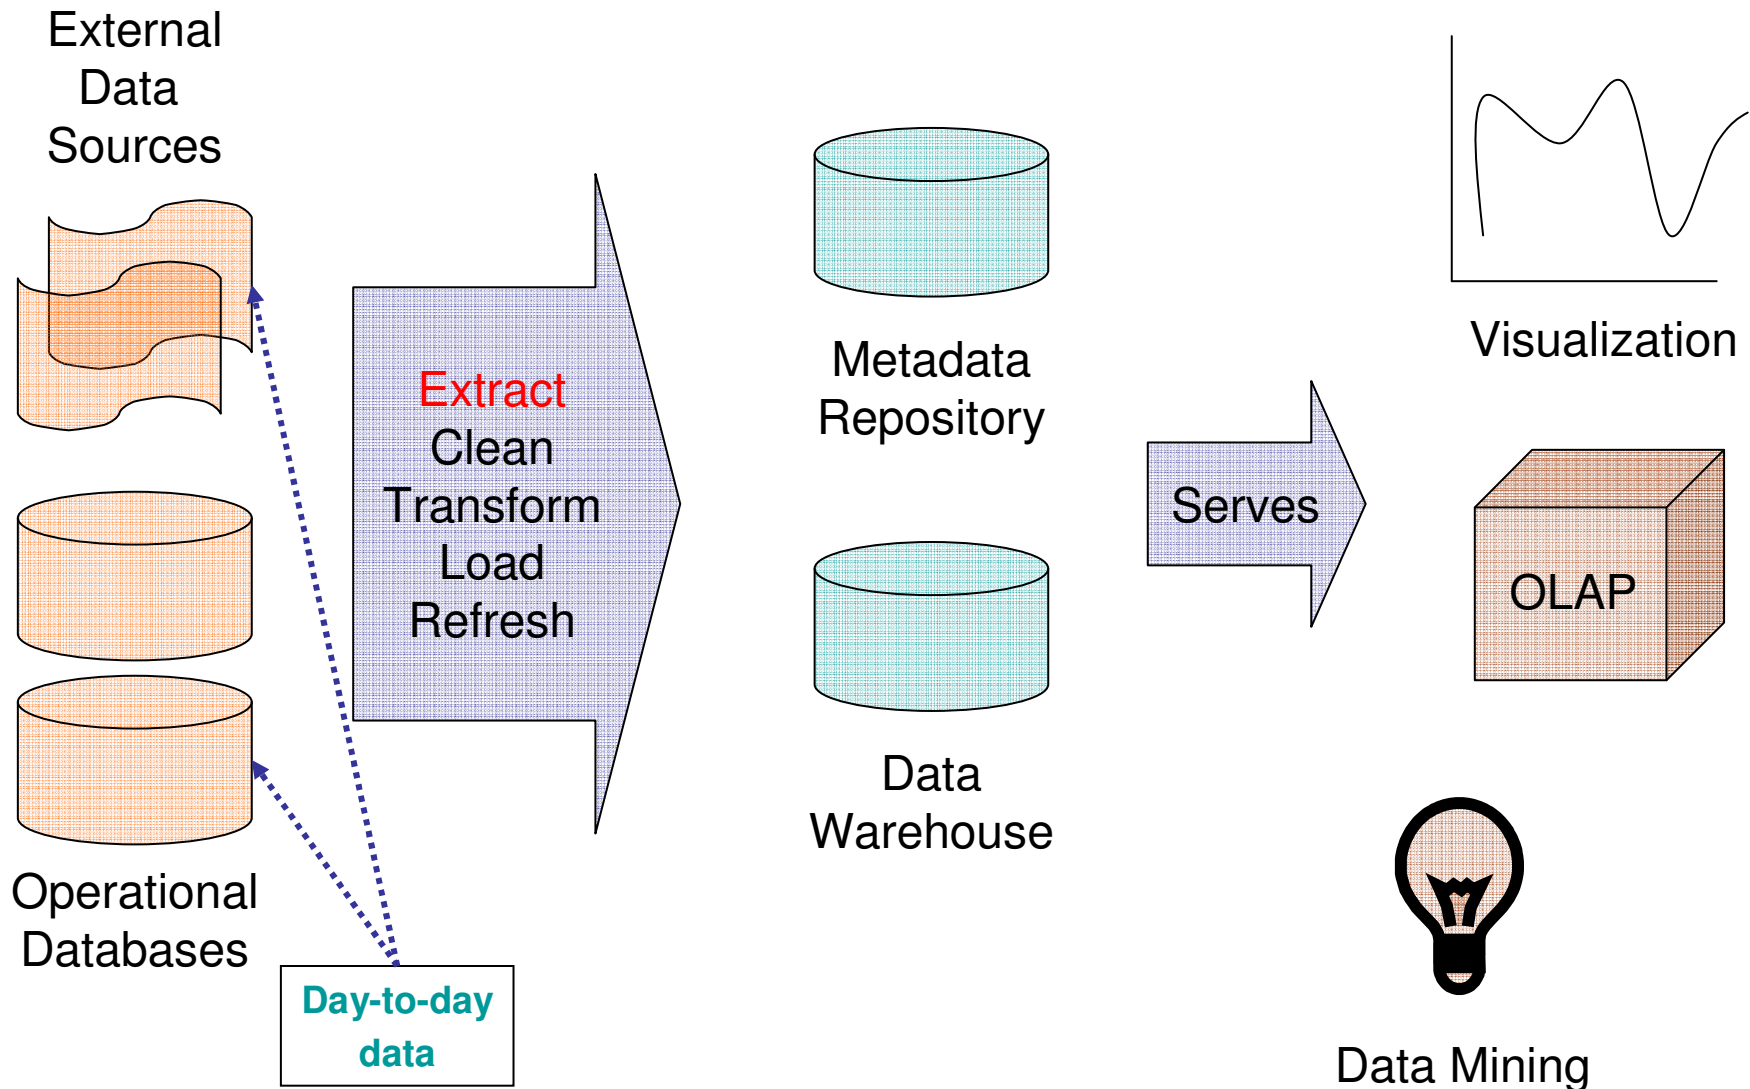 External
Data
Sources
Operational
Databases
Day-to-day
data
Extract
Clean
Transform
Load
Refresh
Metadata
Repository
Data
Warehouse
Serves
Visualization
OLAP
Data Mining